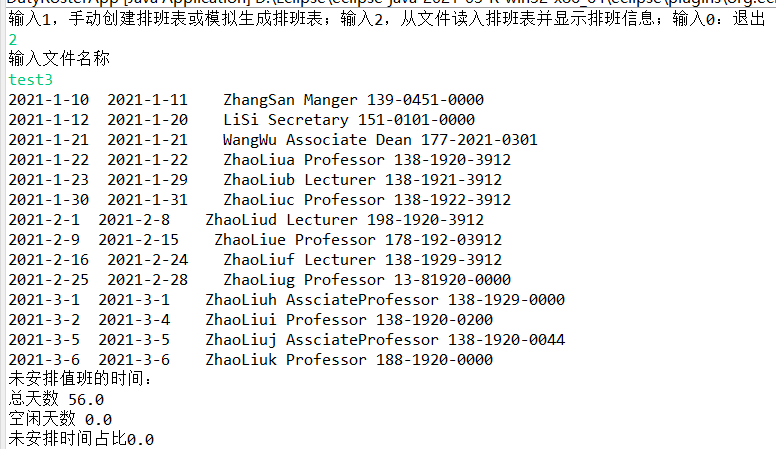 DutyRosterApp [Java Application] D:\Eclipse\eclipse-java-2021-03-R-win32-x86_64\eclipse\plugins\org.ec
输入1，手动创建排班表或模拟生成排班表；输入2，从文件读入排班表并显示排班信息；输入0：退出
2
输入文件名称
test3
2021-1-10  2021-1-11    ZhangSan Manger 139-0451-0000
2021-1-12  2021-1-20    LiSi Secretary 151-0101-0000
2021-1-21  2021-1-21    WangWu Associate Dean 177-2021-0301
2021-1-22  2021-1-22    ZhaoLiua Professor 138-1920-3912
2021-1-23  2021-1-29    ZhaoLiub Lecturer 138-1921-3912
2021-1-30  2021-1-31    ZhaoLiuc Professor 138-1922-3912
2021-2-1  2021-2-8    ZhaoLiud Lecturer 198-1920-3912
2021-2-9  2021-2-15    ZhaoLiue Professor 178-192-03912
2021-2-16  2021-2-24    ZhaoLiuf Lecturer 138-1929-3912
2021-2-25  2021-2-28    ZhaoLiug Professor 13-81920-0000
2021-3-1  2021-3-1    ZhaoLiuh AssciateProfessor 138-1929-0000
2021-3-2  2021-3-4    ZhaoLiui Professor 138-1920-0200
2021-3-5  2021-3-5    ZhaoLiuj AssciateProfessor 138-1920-0044
2021-3-6  2021-3-6    ZhaoLiuk Professor 188-1920-0000
未安排值班的时间：
总天数 56.0
空闲天数 0.0
未安排时间占比0.0